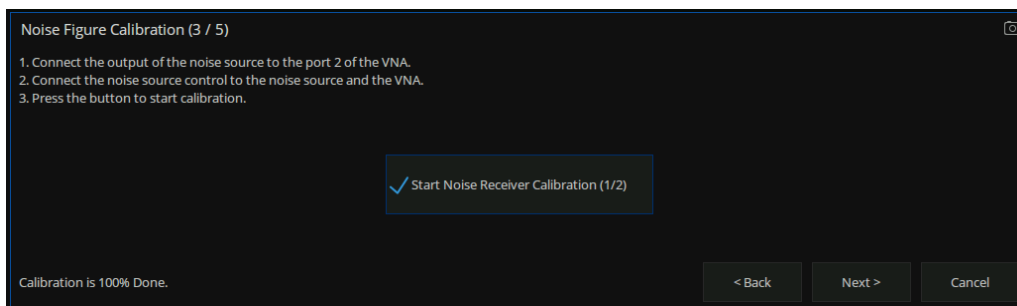 Noise Figure Calibration (3 / 5)
1. Connect the output of the noise source to the port 2 of the VNA.
2. Connect the noise source control to the noise source and the VNA.
3. Press the button to start calibration.
Start Noise Receiver Calibration (1/2)
Calibration is 100% Done.
< Back
Next >
Cancel